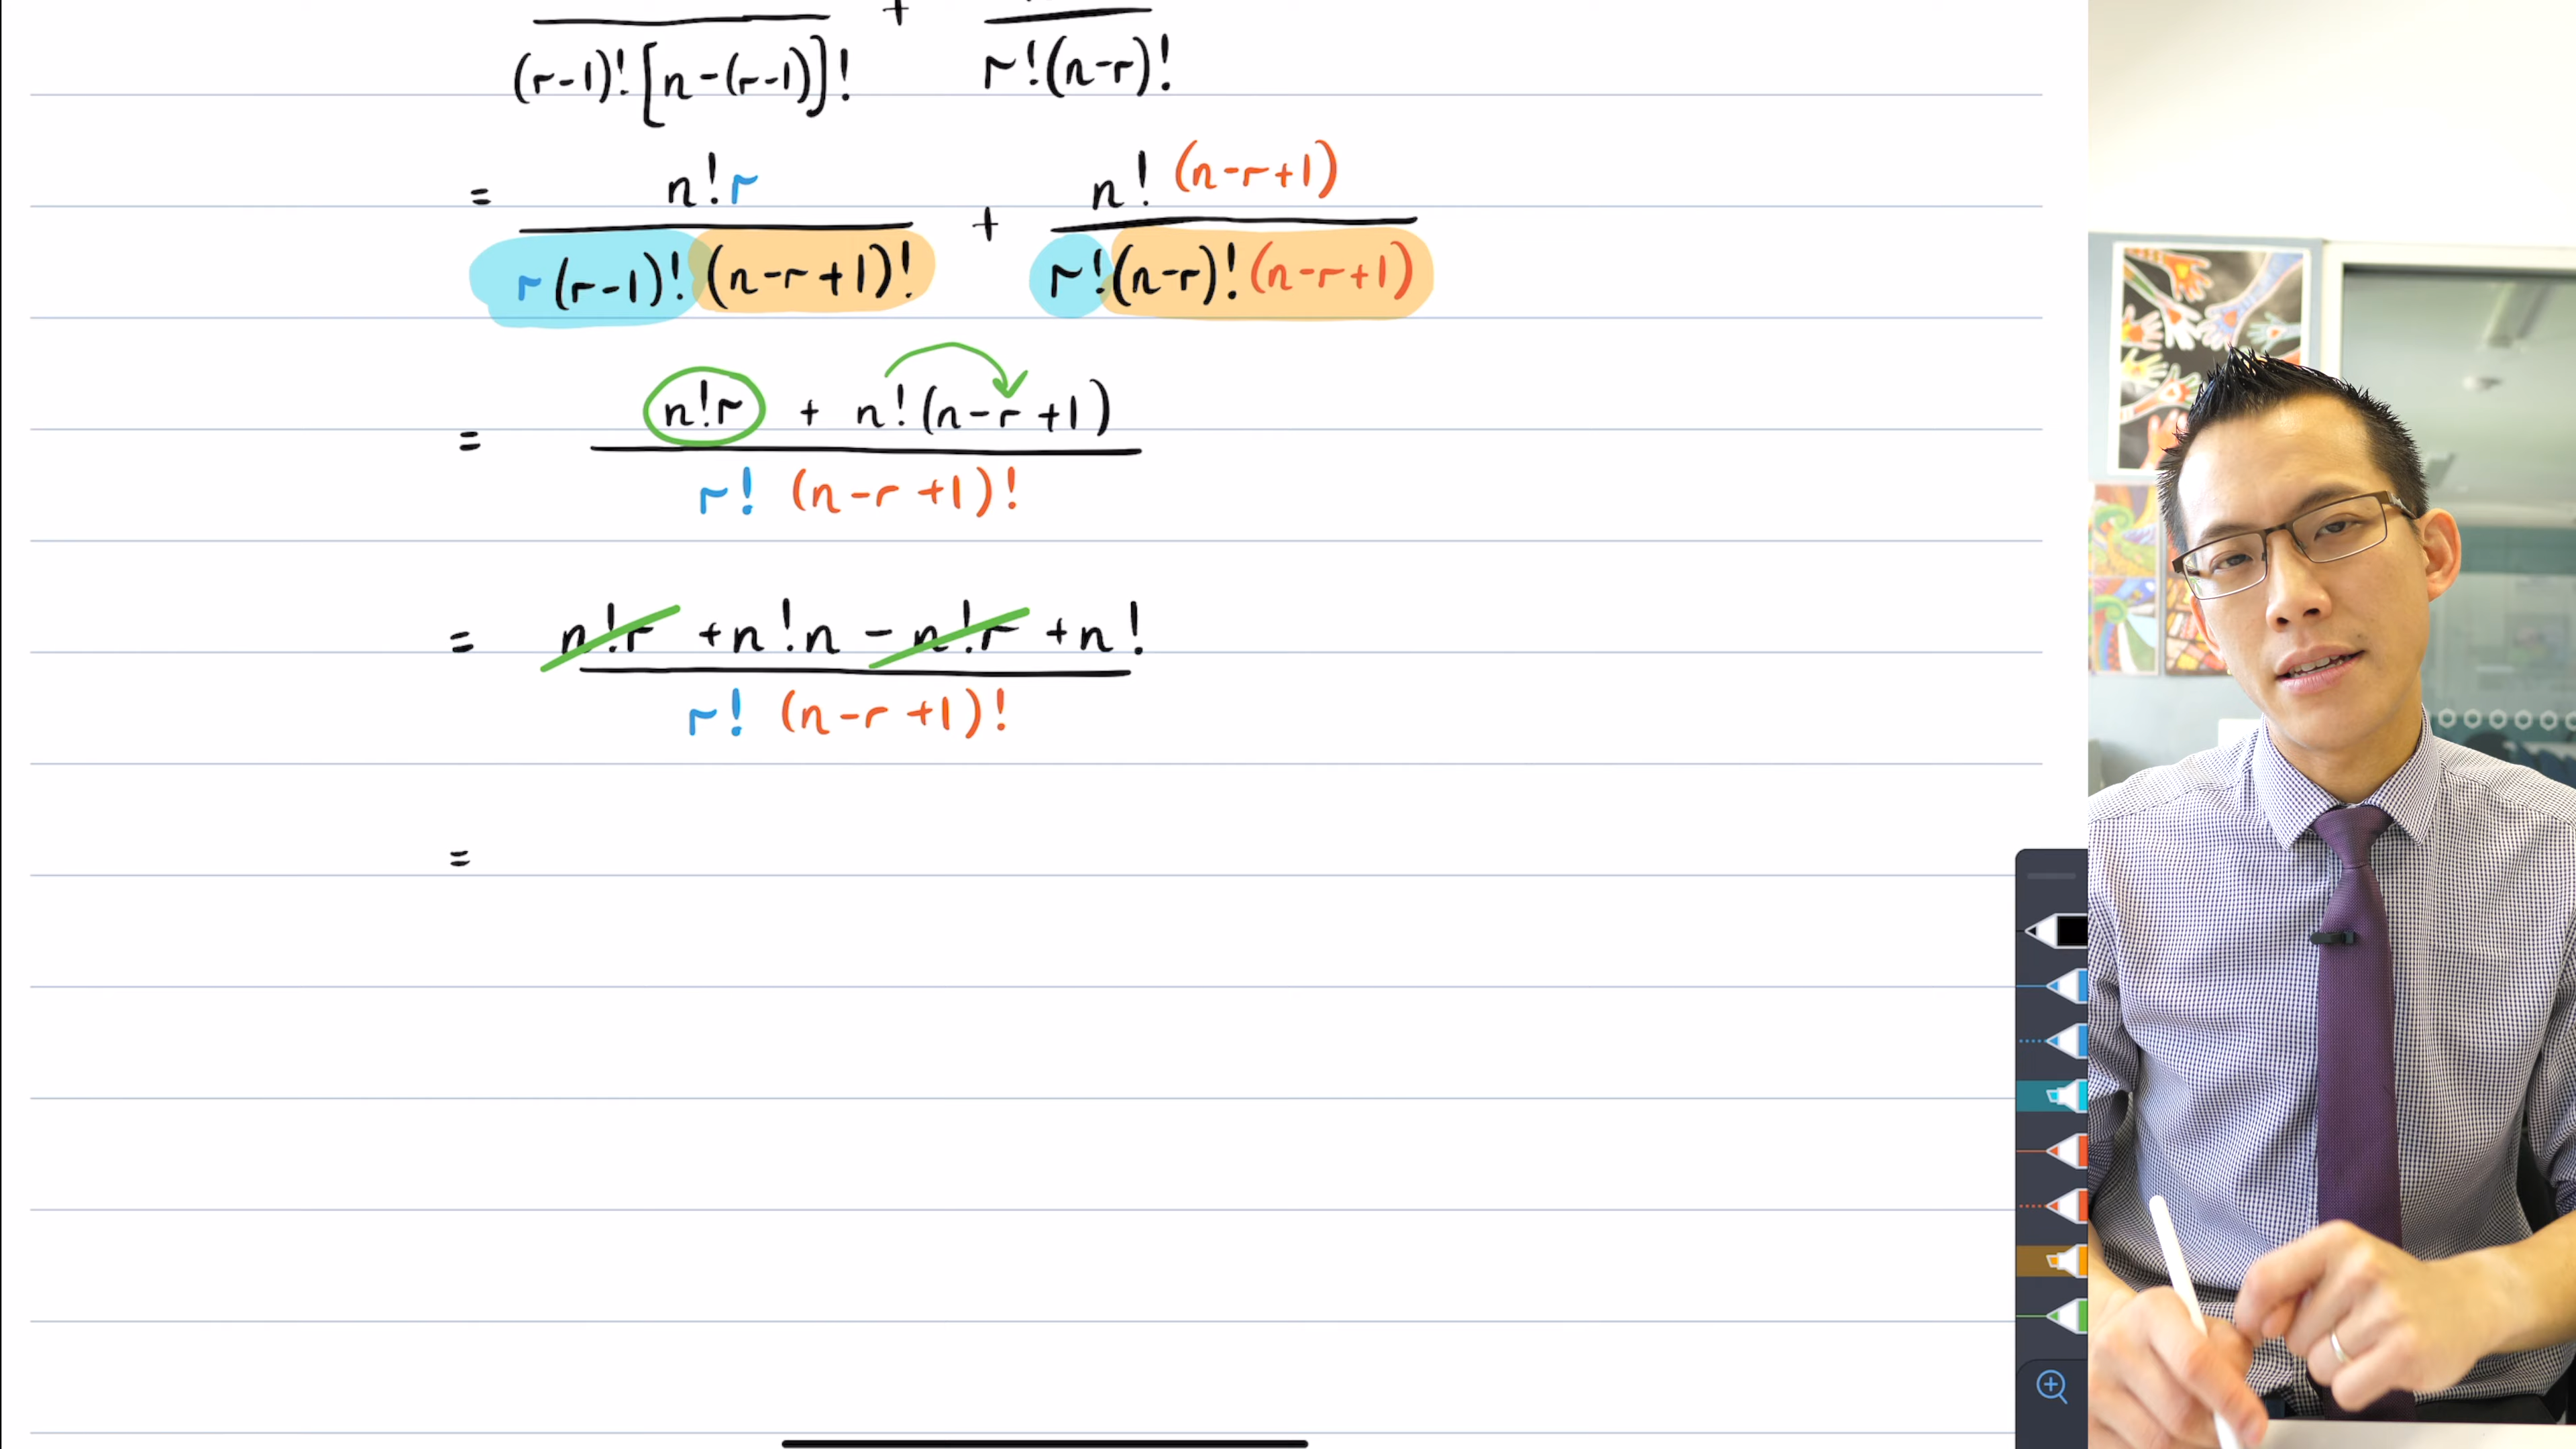 +
(r-1)! [n-(r-1)]! r!(n-r)!
= n!r / r(r-1)! (n-r+1)! + n! (n-r+1) / r!(n-r)! (n-r+1)
= n!r + n!(n-r+1) / r! (n-r+1)!
= n!r + n!n - n!r + n! / r! (n-r+1)!
=